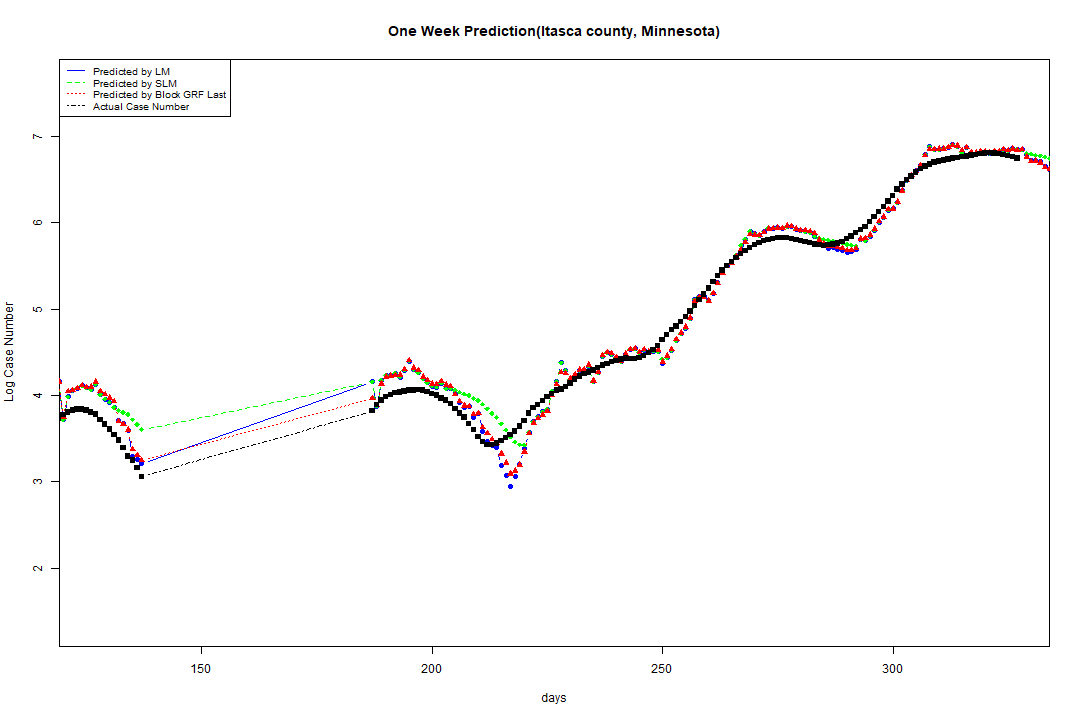 One Week Prediction(Itasca county, Minnesota)
Predicted by LM
Predicted by SLM
Predicted by Block GRF Last
Actual Case Number
Log Case Number
7
6
5
4
3
2
150 200 250 300
days